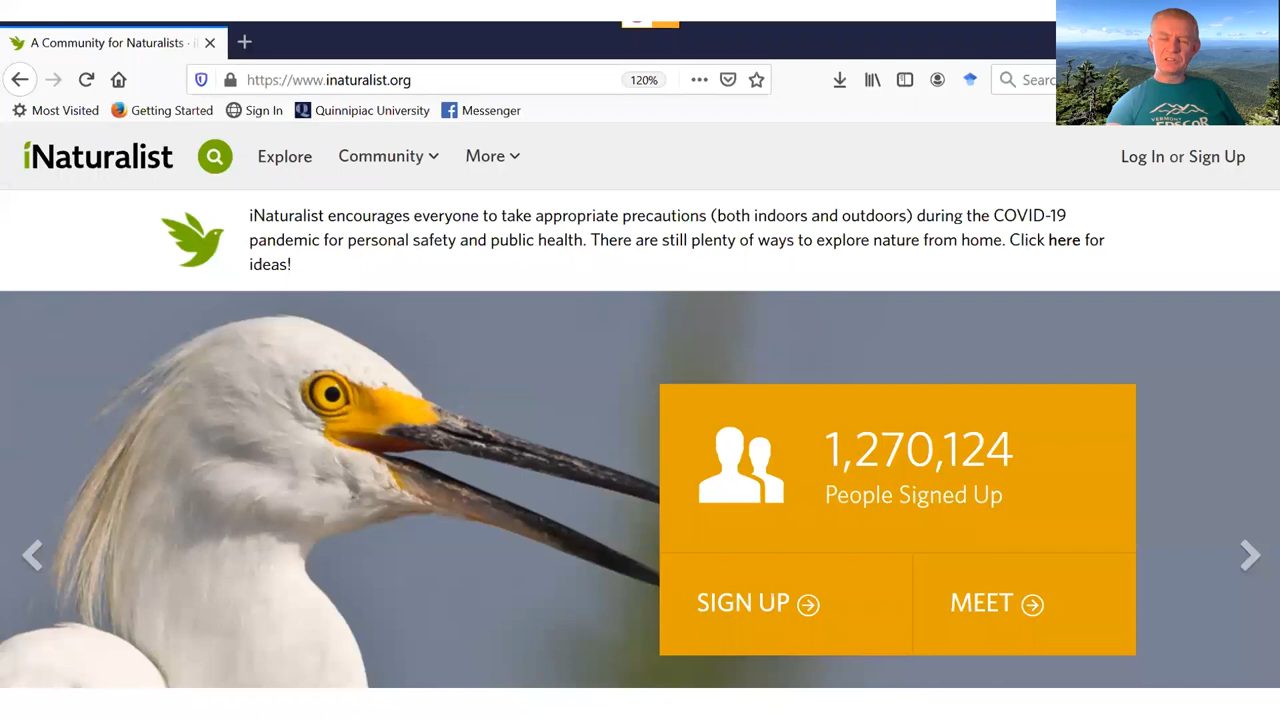 A Community for Naturalists ·
https://www.inaturalist.org
120%
Search
Most Visited
Getting Started
Sign In
Quinnipiac University
Messenger
VERMONT
EPSCOR
iNaturalist
Explore
Community
More
Log In or Sign Up
iNaturalist encourages everyone to take appropriate precautions (both indoors and outdoors) during the COVID-19
pandemic for personal safety and public health. There are still plenty of ways to explore nature from home. Click here for
ideas!
1,270,124
People Signed Up
SIGN UP
MEET